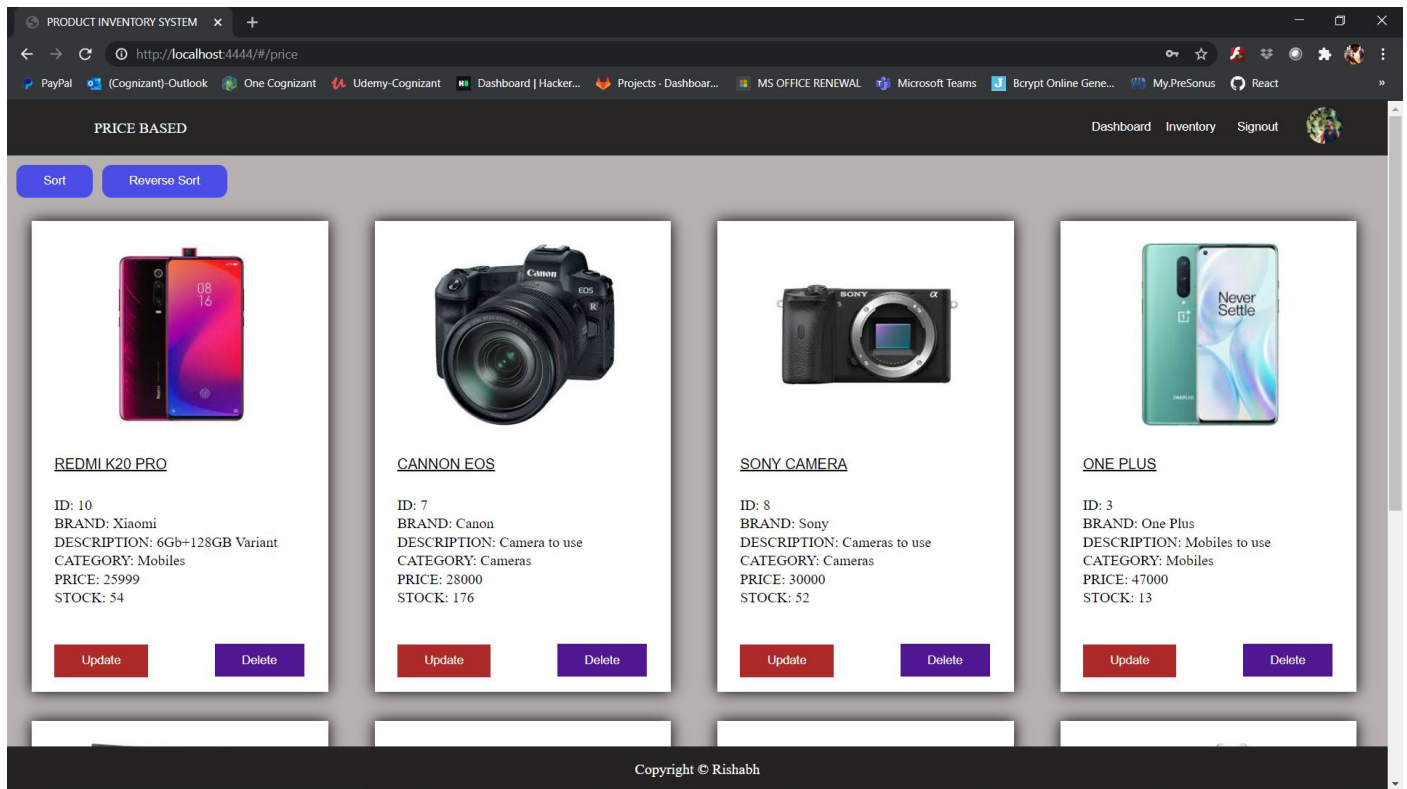 PRODUCT INVENTORY SYSTEM
http://localhost:4444/#/price
PayPal (Cognizant)-Outlook One Cognizant Udemy-Cognizant Dashboard | Hacker... Projects · Dashboar... MS OFFICE RENEWAL Microsoft Teams Bcrypt Online Gene... My.PreSonus React »
PRICE BASED Dashboard Inventory Signout
Sort Reverse Sort
08
16
Redmi
Canon
EOS
R
SONY α
Never
Settle
ONEPLUS
REDMI K20 PRO
ID: 10
BRAND: Xiaomi
DESCRIPTION: 6Gb+128GB Variant
CATEGORY: Mobiles
PRICE: 25999
STOCK: 54
Update Delete
CANNON EOS
ID: 7
BRAND: Canon
DESCRIPTION: Camera to use
CATEGORY: Cameras
PRICE: 28000
STOCK: 176
Update Delete
SONY CAMERA
ID: 8
BRAND: Sony
DESCRIPTION: Cameras to use
CATEGORY: Cameras
PRICE: 30000
STOCK: 52
Update Delete
ONE PLUS
ID: 3
BRAND: One Plus
DESCRIPTION: Mobiles to use
CATEGORY: Mobiles
PRICE: 47000
STOCK: 13
Update Delete
Copyright © Rishabh